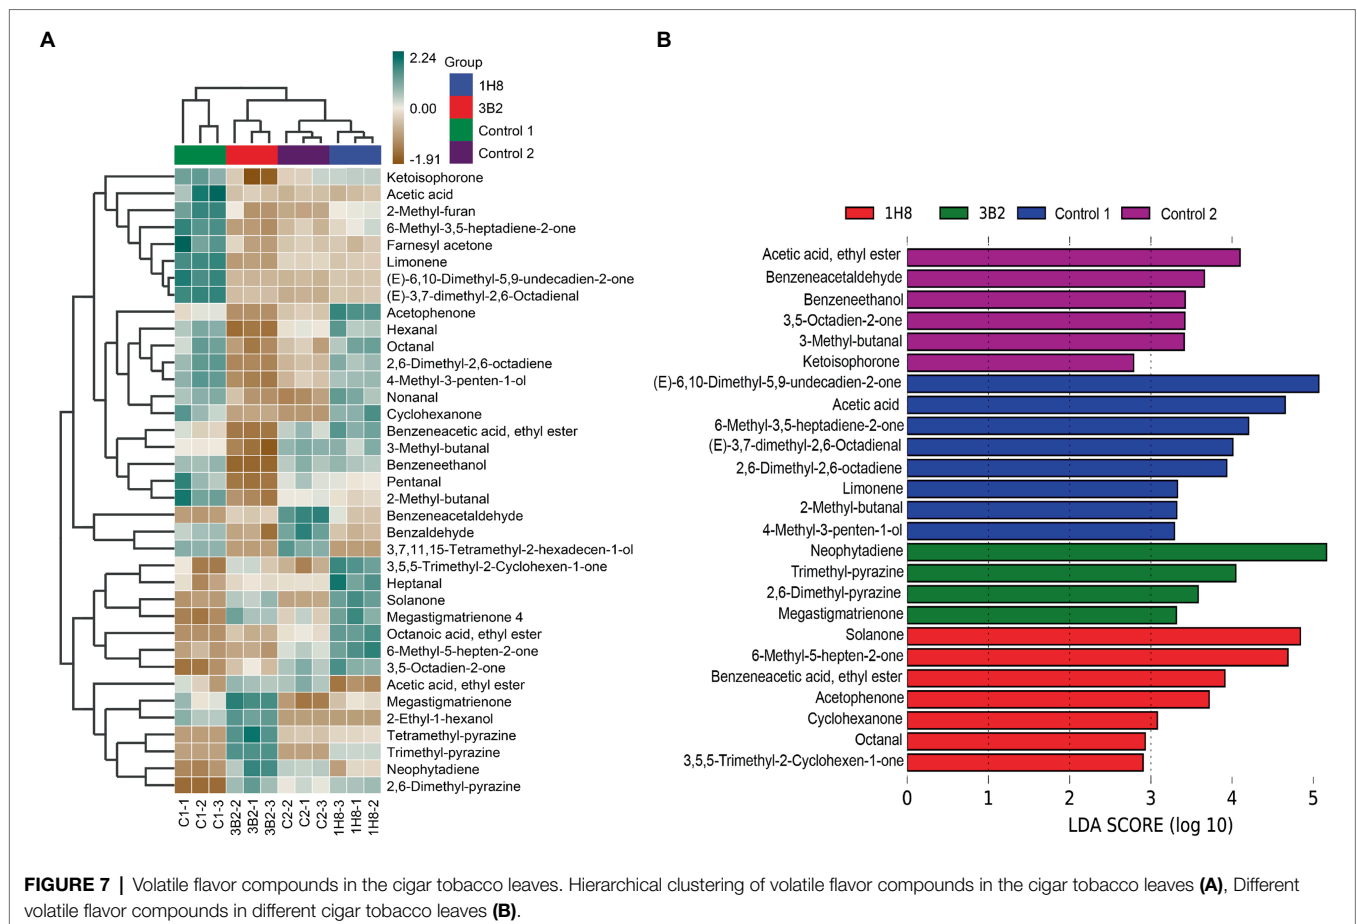 A
2.24
0.00
-1.91
Group
1H8
3B2
Control 1
Control 2
Ketoisophorone
Acetic acid
2-Methyl-furan
6-Methyl-3,5-heptadiene-2-one
Farnesyl acetone
Limonene
(E)-6,10-Dimethyl-5,9-undecadien-2-one
(E)-3,7-dimethyl-2,6-Octadienal
Acetophenone
Hexanal
Octanal
2,6-Dimethyl-2,6-octadiene
4-Methyl-3-penten-1-ol
Nonanal
Cyclohexanone
Benzeneacetic acid, ethyl ester
3-Methyl-butanal
Benzeneethanol
Pentanal
2-Methyl-butanal
Benzeneacetaldehyde
Benzaldehyde
3,7,11,15-Tetramethyl-2-hexadecen-1-ol
3,5,5-Trimethyl-2-Cyclohexen-1-one
Heptanal
Solanone
Megastigmatrienone 4
Octanoic acid, ethyl ester
6-Methyl-5-hepten-2-one
3,5-Octadien-2-one
Acetic acid, ethyl ester
Megastigmatrienone
2-Ethyl-1-hexanol
Tetramethyl-pyrazine
Trimethyl-pyrazine
Neophytadiene
2,6-Dimethyl-pyrazine
C1-1
C1-2
C1-3
3B2-2
3B2-1
3B2-3
C2-2
C2-1
C2-3
1H8-3
1H8-1
1H8-2
B
1H8
3B2
Control 1
Control 2
Acetic acid, ethyl ester
Benzeneacetaldehyde
Benzeneethanol
3,5-Octadien-2-one
3-Methyl-butanal
Ketoisophorone
(E)-6,10-Dimethyl-5,9-undecadien-2-one
Acetic acid
6-Methyl-3,5-heptadiene-2-one
(E)-3,7-dimethyl-2,6-Octadienal
2,6-Dimethyl-2,6-octadiene
Limonene
2-Methyl-butanal
4-Methyl-3-penten-1-ol
Neophytadiene
Trimethyl-pyrazine
2,6-Dimethyl-pyrazine
Megastigmatrienone
Solanone
6-Methyl-5-hepten-2-one
Benzeneacetic acid, ethyl ester
Acetophenone
Cyclohexanone
Octanal
3,5,5-Trimethyl-2-Cyclohexen-1-one
0 1 2 3 4 5
LDA SCORE (log 10)
FIGURE 7 | Volatile flavor compounds in the cigar tobacco leaves. Hierarchical clustering of volatile flavor compounds in the cigar tobacco leaves (A), Different
volatile flavor compounds in different cigar tobacco leaves (B).